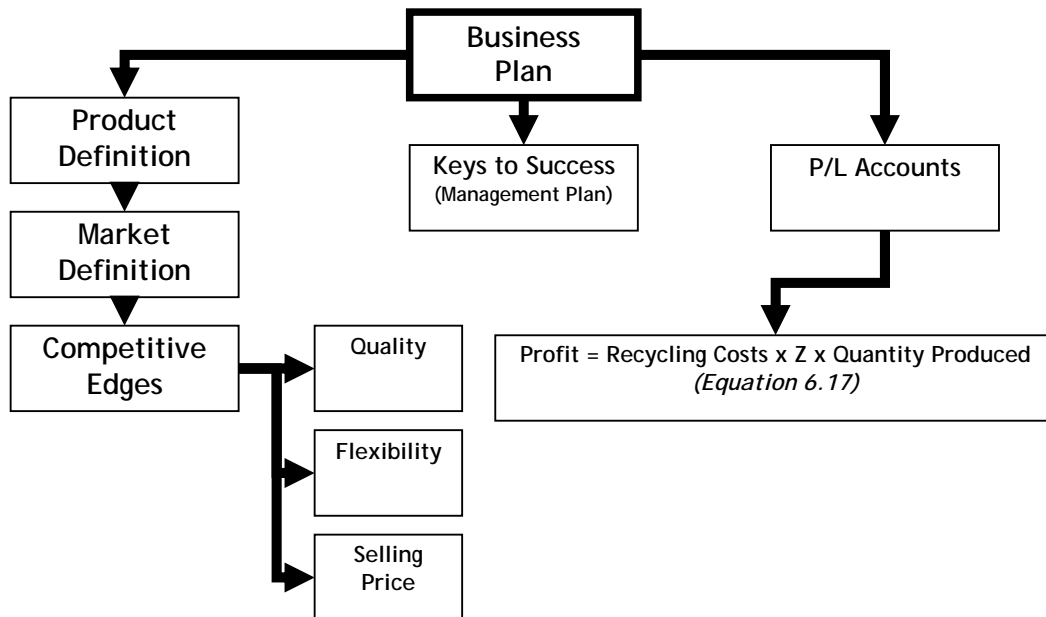 Business
Plan
Product
Definition
Keys to Success
(Management Plan)
P/L Accounts
Market
Definition
Competitive
Edges
Quality
Profit = Recycling Costs x Z x Quantity Produced
(Equation 6.17)
Flexibility
Selling
Price